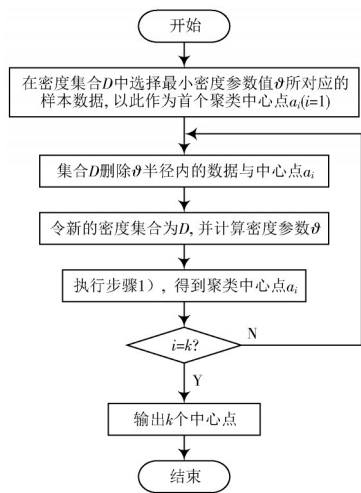 开始
在密度集合D中选择最小密度参数值ϑ所对应的
样本数据, 以此作为首个聚类中心点aᵢ(i=1)
集合D删除ϑ半径内的数据与中心点aᵢ
令新的密度集合为D, 并计算密度参数ϑ
执行步骤1），得到聚类中心点aᵢ
i=k?
N
Y
输出k个中心点
结束